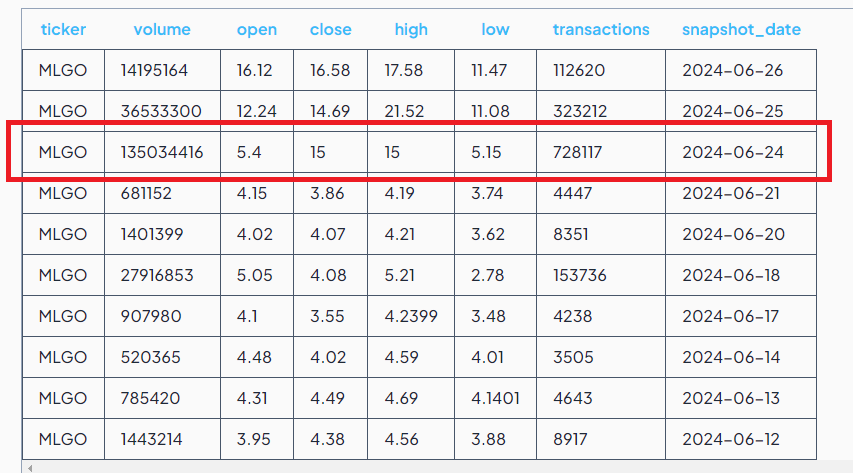 ticker volume open close high low transactions snapshot_date
MLGO 14195164 16.12 16.58 17.58 11.47 112620 2024-06-26
MLGO 36533300 12.24 14.69 21.52 11.08 323212 2024-06-25
MLGO 135034416 5.4 15 15 5.15 728117 2024-06-24
MLGO 681152 4.15 3.86 4.19 3.74 4447 2024-06-21
MLGO 1401399 4.02 4.07 4.21 3.62 8351 2024-06-20
MLGO 27916853 5.05 4.08 5.21 2.78 153736 2024-06-18
MLGO 907980 4.1 3.55 4.2399 3.48 4238 2024-06-17
MLGO 520365 4.48 4.02 4.59 4.01 3505 2024-06-14
MLGO 785420 4.31 4.49 4.69 4.1401 4643 2024-06-13
MLGO 1443214 3.95 4.38 4.56 3.88 8917 2024-06-12